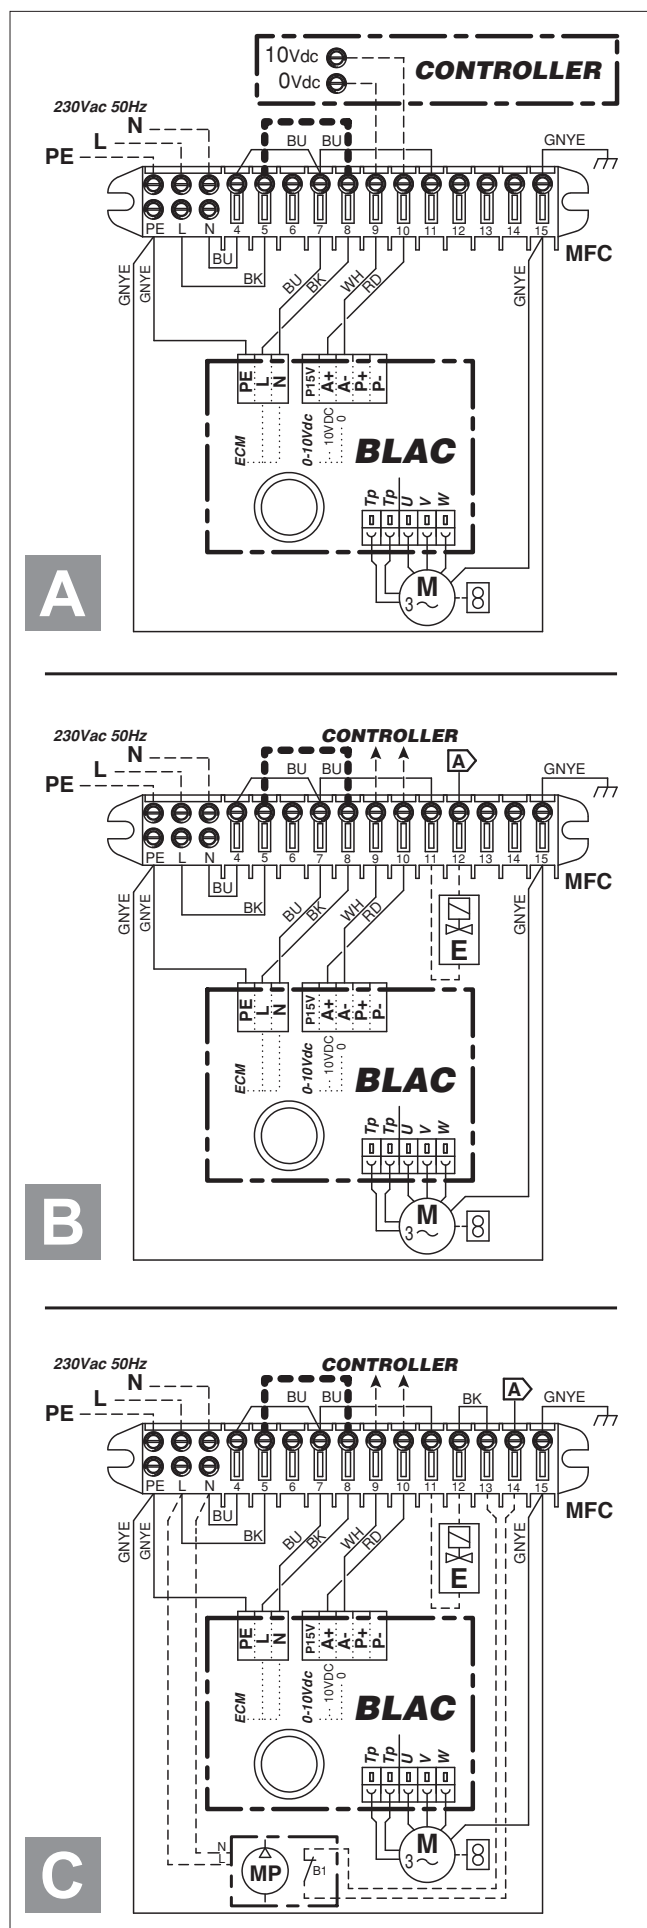 10Vdc
0Vdc
CONTROLLER
230Vac 50Hz
N
L
PE
BU BU
GNYE
PE L N 4 5 6 7 8 9 10 11 12 13 14 15
MFC
GNYE GNYE BU BK BU BK WH RD GNYE
PE L N P15V A+ A- P+ P-
ECM 0-10Vdc 10VDC 0
BLAC
Tp Tp U V W
M
3
A
230Vac 50Hz
CONTROLLER
N
L
PE
BU BU
A
GNYE
PE L N 4 5 6 7 8 9 10 11 12 13 14 15
MFC
GNYE GNYE BU BK BU BK WH RD GNYE
E
PE L N P15V A+ A- P+ P-
ECM 0-10Vdc 10VDC 0
BLAC
Tp Tp U V W
M
3
B
230Vac 50Hz
CONTROLLER
N
L
PE
BU BU BK
A
GNYE
PE L N 4 5 6 7 8 9 10 11 12 13 14 15
MFC
GNYE GNYE BU BK BU BK WH RD GNYE
E
PE L N P15V A+ A- P+ P-
ECM 0-10Vdc 10VDC 0
BLAC
Tp Tp U V W
M
3
N
L
MP
B1
C